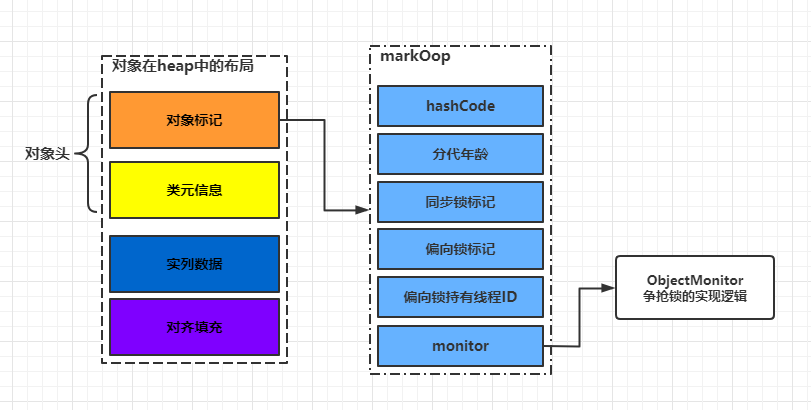 对象在heap中的布局
对象头
对象标记
类元信息
实列数据
对齐填充
markOop
hashCode
分代年龄
同步锁标记
偏向锁标记
偏向锁持有线程ID
monitor
ObjectMonitor
争抢锁的实现逻辑